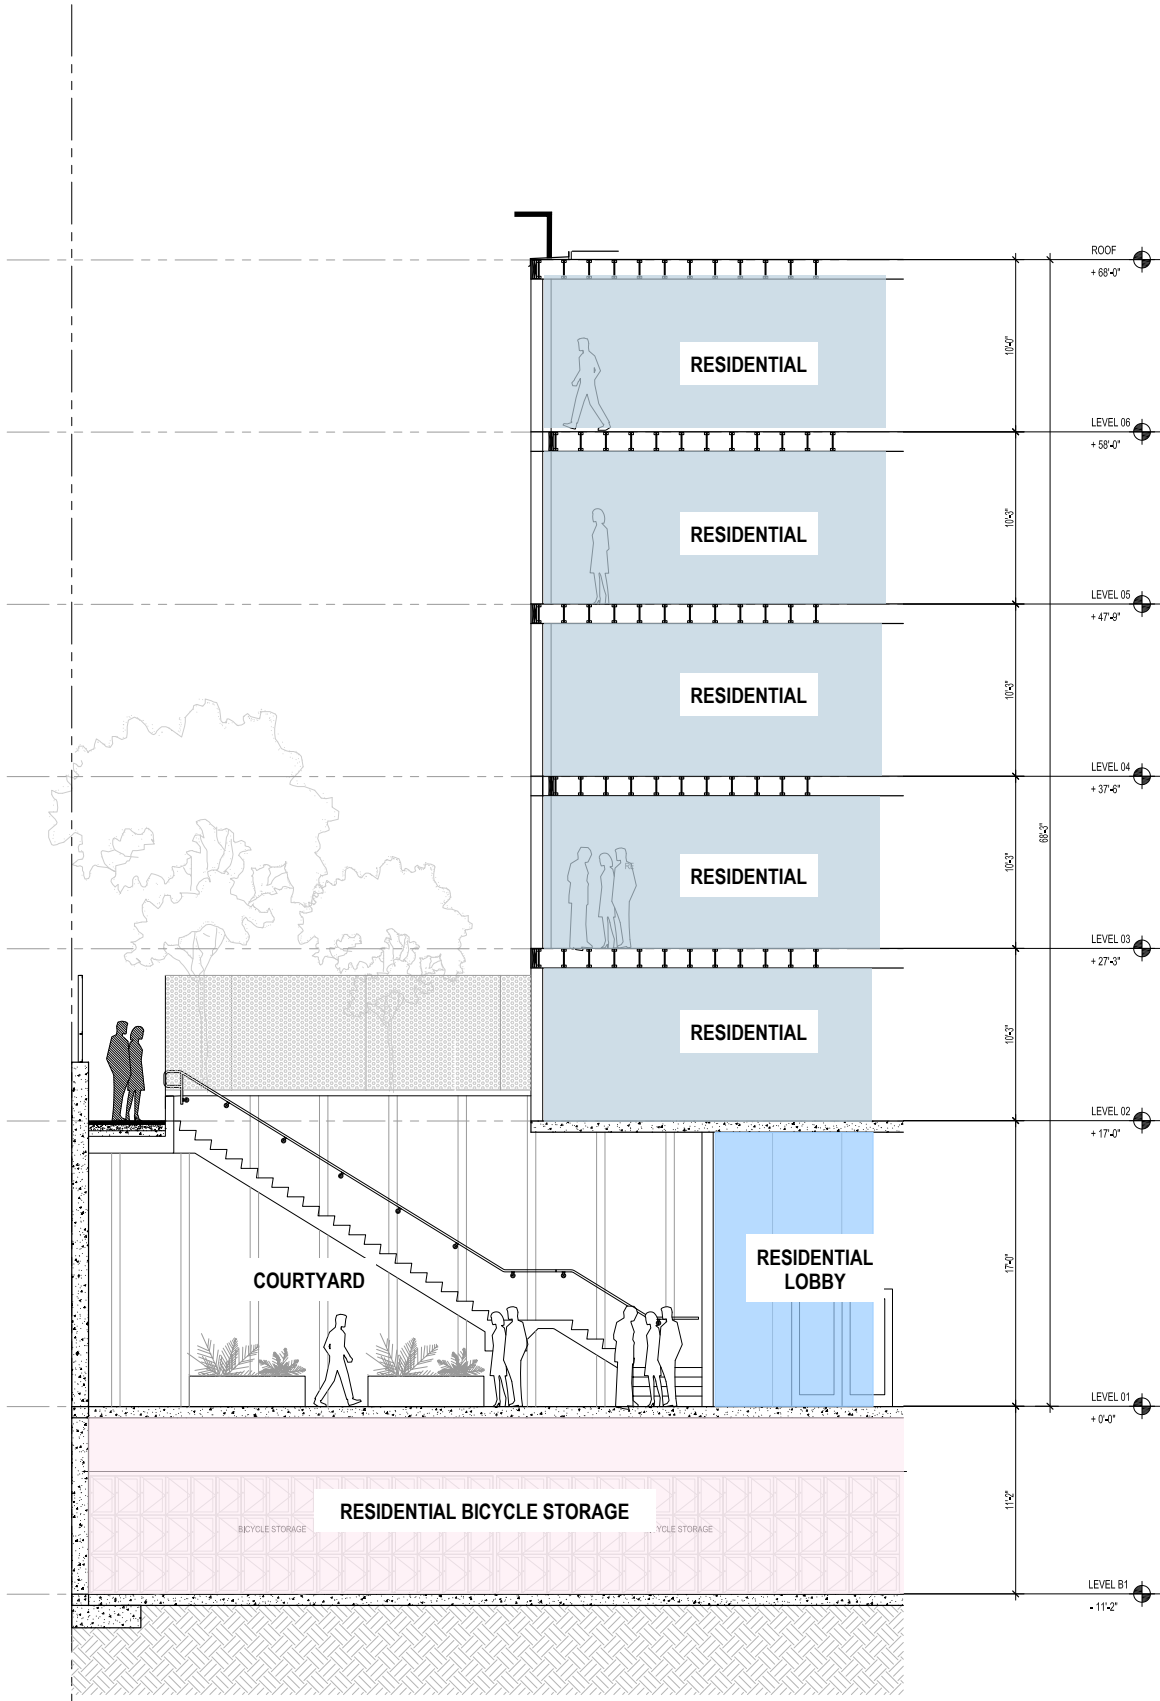 ROOF
+ 68'-0"
10'-0"
RESIDENTIAL
LEVEL 06
+ 58'-0"
10'-3"
RESIDENTIAL
LEVEL 05
+ 47'-9"
10'-3"
RESIDENTIAL
LEVEL 04
+ 37'-6"
68'-3"
10'-3"
RESIDENTIAL
LEVEL 03
+ 27'-3"
10'-3"
RESIDENTIAL
LEVEL 02
+ 17'-0"
17'-0"
RESIDENTIAL
LOBBY
COURTYARD
LEVEL 01
+ 0'-0"
11'-2"
RESIDENTIAL BICYCLE STORAGE
BICYCLE STORAGE
YCLE STORAGE
LEVEL B1
- 11'-2"